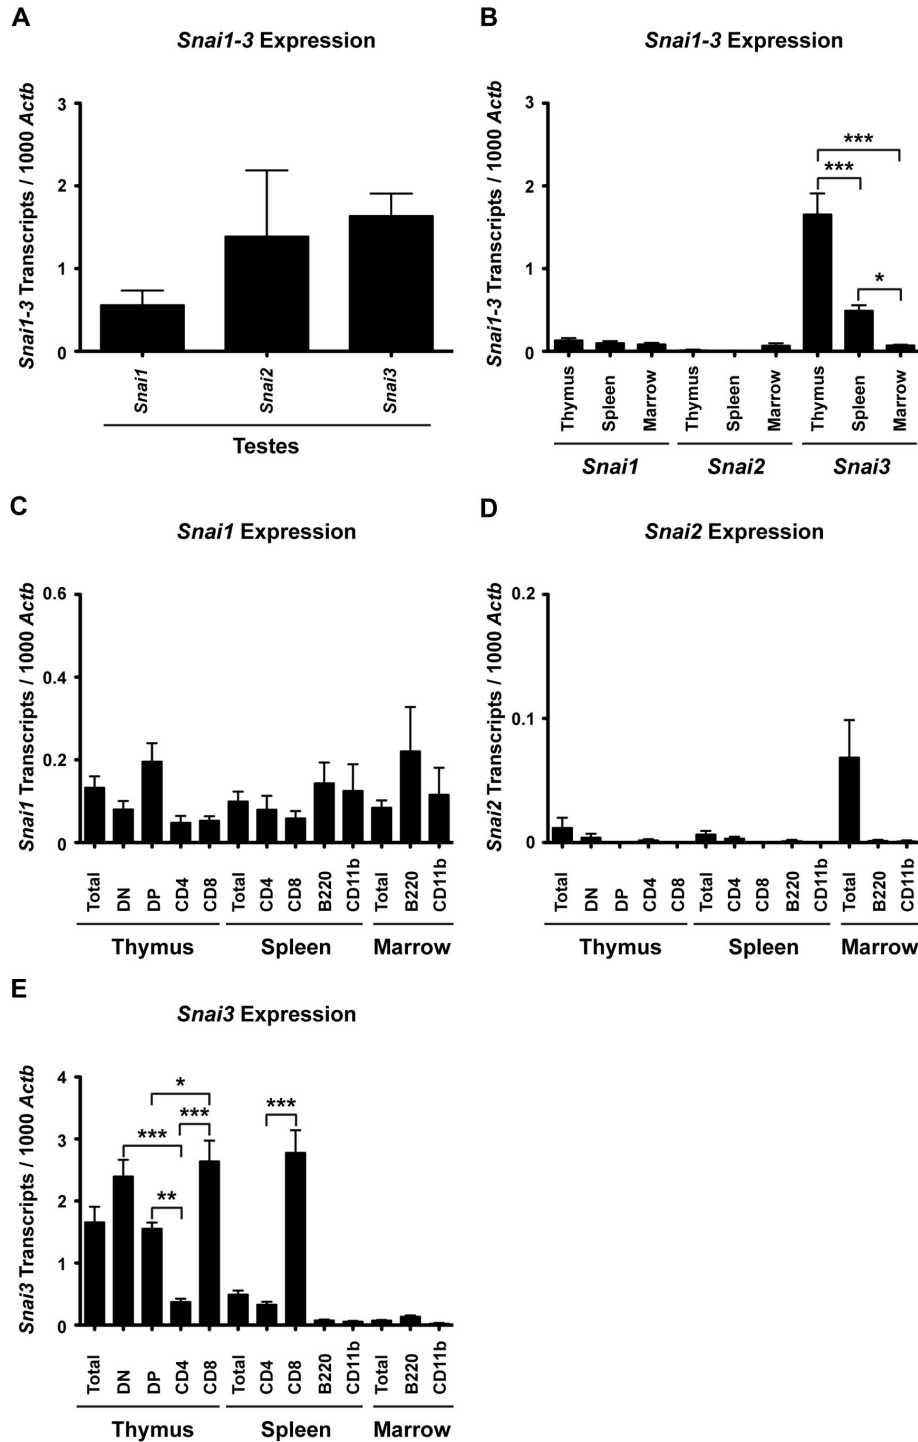 A
Snai1-3 Expression
Snai1-3 Transcripts / 1000 Actb
3
2
1
0
Snai1
Snai2
Snai3
Testes
B
Snai1-3 Expression
Snai1-3 Transcripts / 1000 Actb
3
2
1
0
***
***
*
Thymus
Spleen
Marrow
Thymus
Spleen
Marrow
Thymus
Spleen
Marrow
Snai1
Snai2
Snai3
C
Snai1 Expression
Snai1 Transcripts / 1000 Actb
0.6
0.4
0.2
0
Total
DN
DP
CD4
CD8
Total
CD4
CD8
B220
CD11b
Total
B220
CD11b
Thymus
Spleen
Marrow
D
Snai2 Expression
Snai2 Transcripts / 1000 Actb
0.2
0.1
0
Total
DN
DP
CD4
CD8
Total
CD4
CD8
B220
CD11b
Total
B220
CD11b
Thymus
Spleen
Marrow
E
Snai3 Expression
Snai3 Transcripts / 1000 Actb
4
3
2
1
0
*
***
***
**
***
Total
DN
DP
CD4
CD8
Total
CD4
CD8
B220
CD11b
Total
B220
CD11b
Thymus
Spleen
Marrow